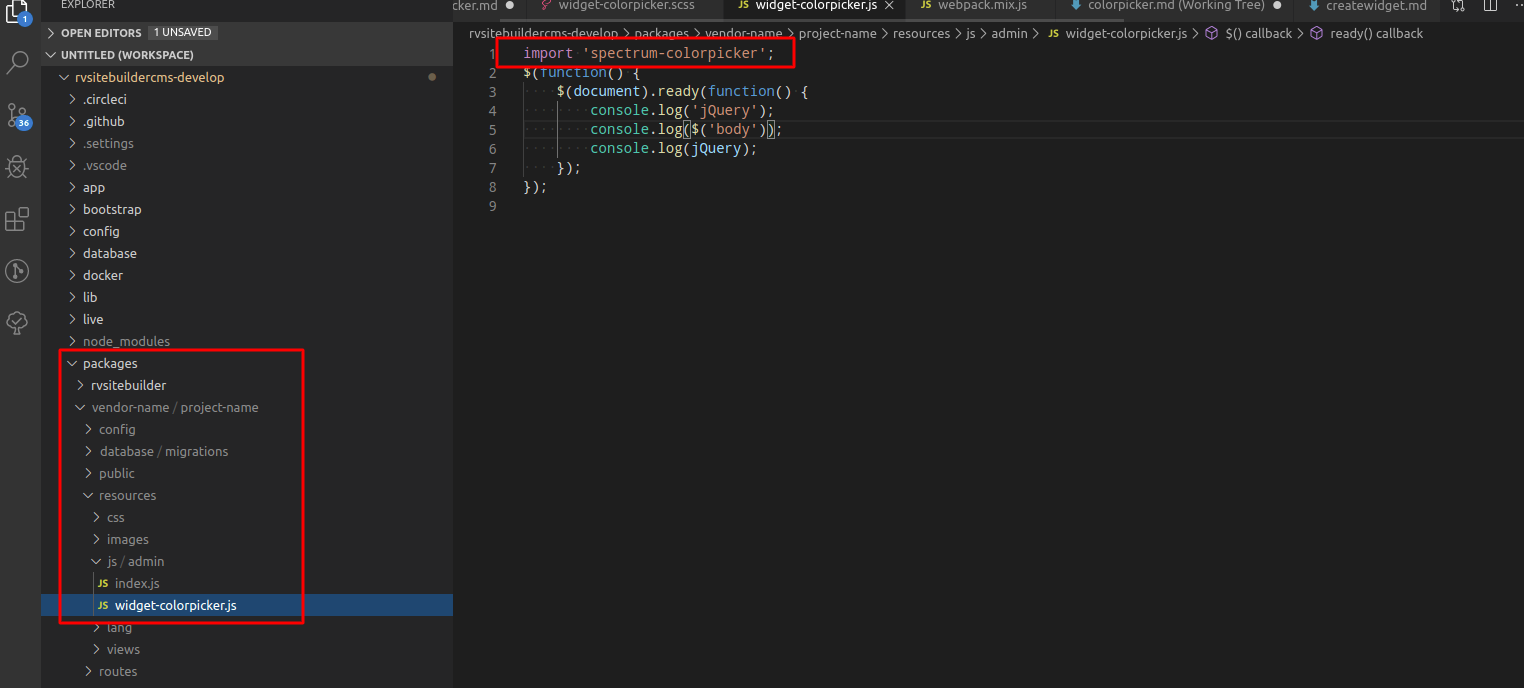 EXPLORER
1
OPEN EDITORS 1 UNSAVED
UNTITLED (WORKSPACE)
rvsitebuildercms-develop
.circleci
36
.github
.settings
.vscode
app
bootstrap
config
database
docker
lib
live
node_modules
packages
rvsitebuilder
vendor-name / project-name
config
database / migrations
public
resources
css
images
js / admin
JS index.js
JS widget-colorpicker.js
lang
views
routes
cker.md widget-colorpicker.scss JS widget-colorpicker.js JS webpack.mix.js colorpicker.md (Working Tree) createwidget.md
rvsitebuildercms-develop > packages > vendor-name > project-name > resources > js > admin > JS widget-colorpicker.js > $() callback > ready() callback
1 import 'spectrum-colorpicker';
2 $(function() {
3 $(document).ready(function() {
4 console.log('jQuery');
5 console.log($('body'));
6 console.log(jQuery);
7 });
8 });
9